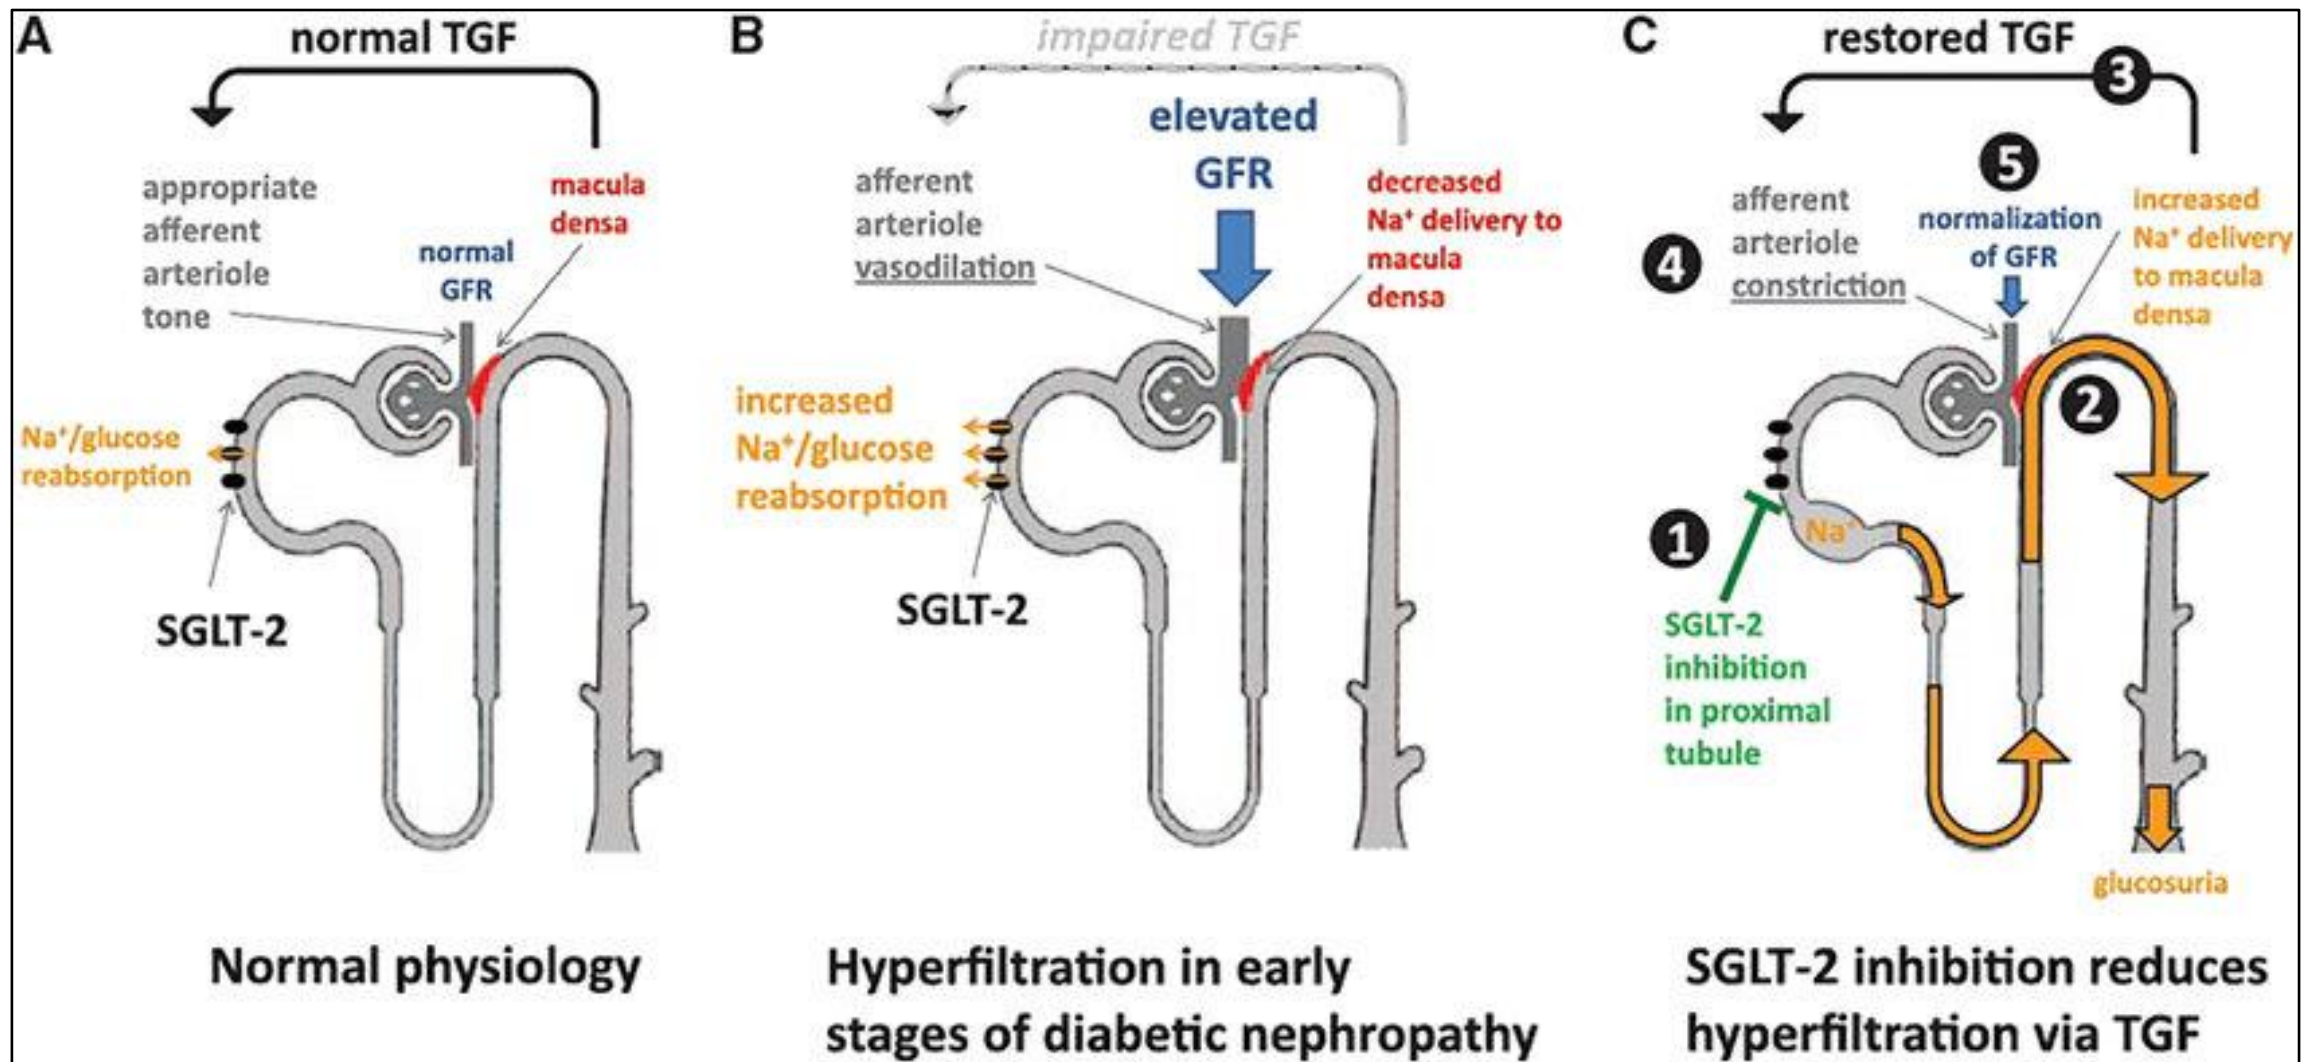 A
normal TGF
appropriate
afferent
arteriole
tone
normal
GFR
macula
densa
Na⁺/glucose
reabsorption
SGLT-2
Normal physiology
B
impaired TGF
elevated
GFR
afferent
arteriole
vasodilation
decreased
Na⁺ delivery to
macula
densa
increased
Na⁺/glucose
reabsorption
SGLT-2
Hyperfiltration in early
stages of diabetic nephropathy
C
restored TGF
3
5
afferent
arteriole
constriction
4
normalization
of GFR
increased
Na⁺ delivery
to macula
densa
2
1
Na⁺
SGLT-2
inhibition
in proximal
tubule
glucosuria
SGLT-2 inhibition reduces
hyperfiltration via TGF